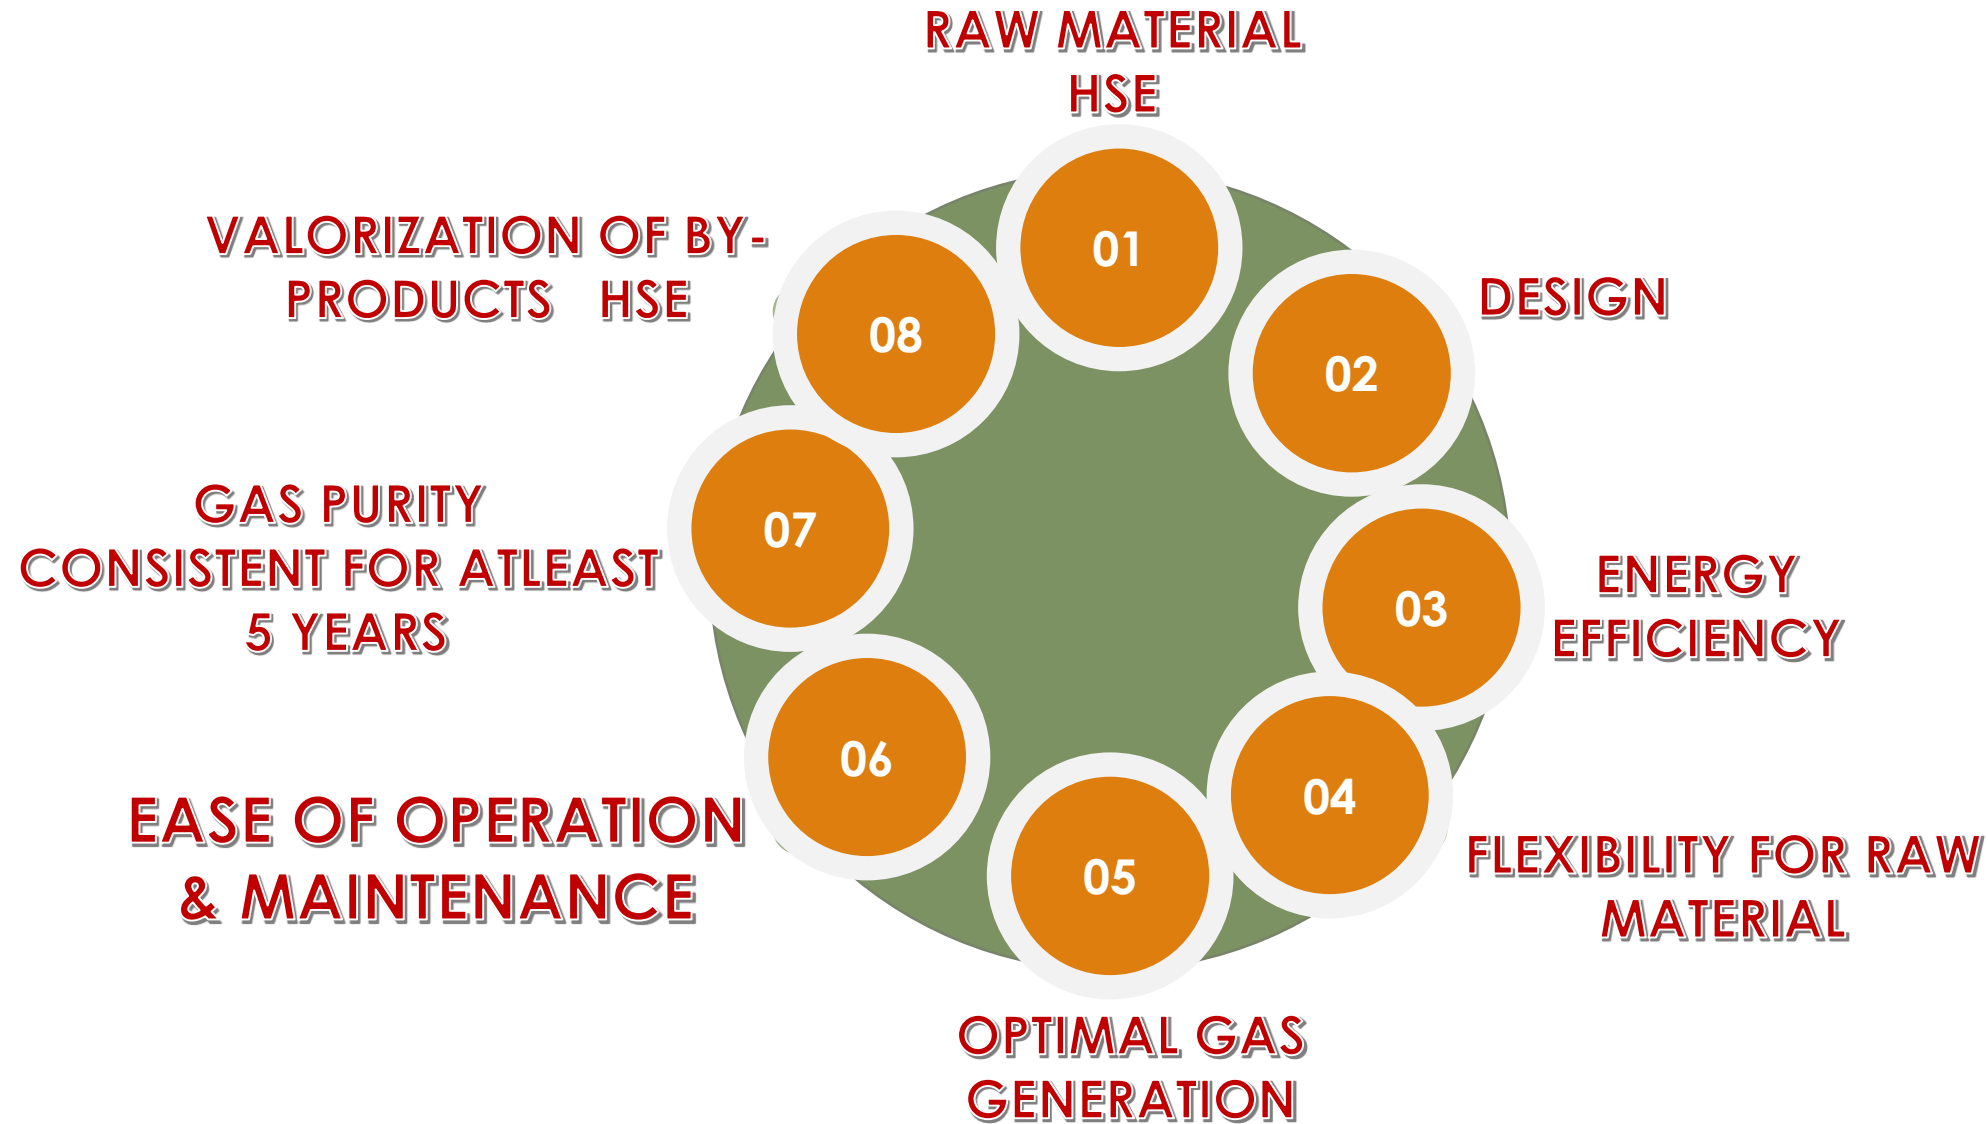 RAW MATERIAL
HSE
01
DESIGN
02
ENERGY
EFFICIENCY
03
FLEXIBILITY FOR RAW
MATERIAL
04
OPTIMAL GAS
GENERATION
05
EASE OF OPERATION
& MAINTENANCE
06
GAS PURITY
CONSISTENT FOR ATLEAST
5 YEARS
07
VALORIZATION OF BY-
PRODUCTS HSE
08